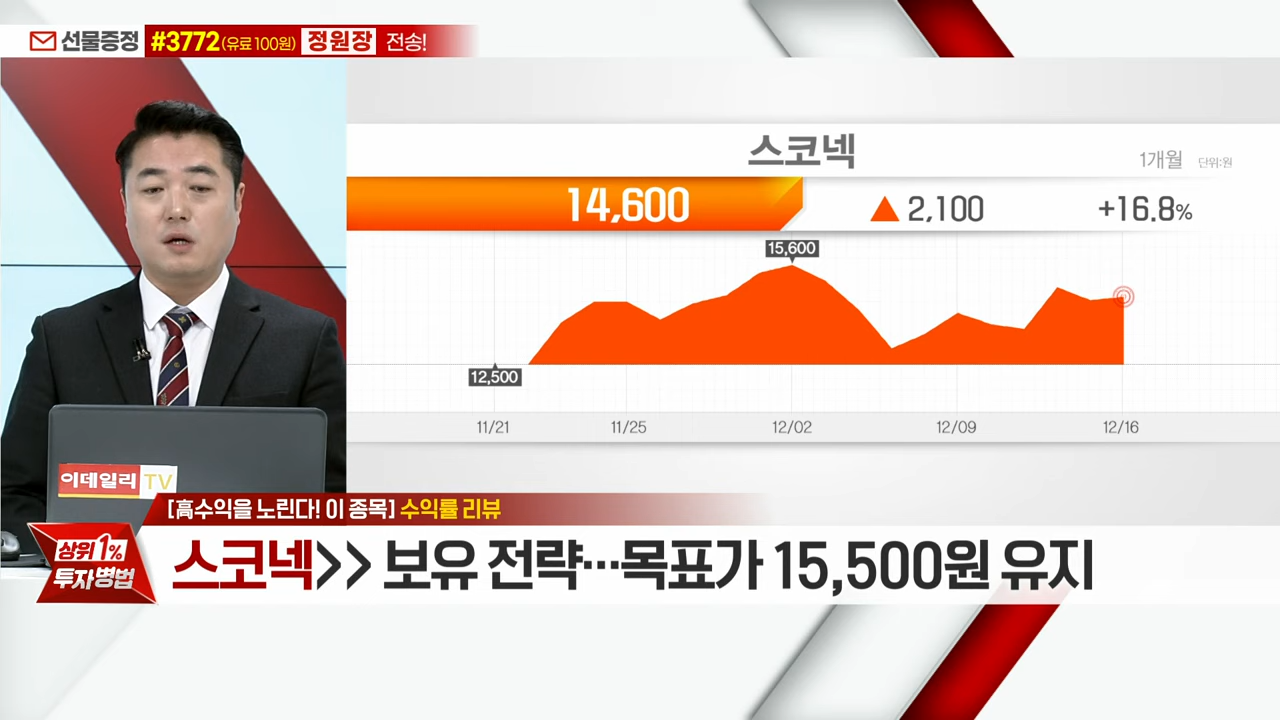 선물증정 #3772(유료 100원) 정원장 전송!
스코넥
1개월 단위:원
14,600 ▲ 2,100 +16.8%
15,600
12,500
11/21 11/25 12/02 12/09 12/16
이데일리 TV
[高수익을 노린다! 이 종목] 수익률 리뷰
상위 1%
투자병법
스코넥>> 보유 전략…목표가 15,500원 유지